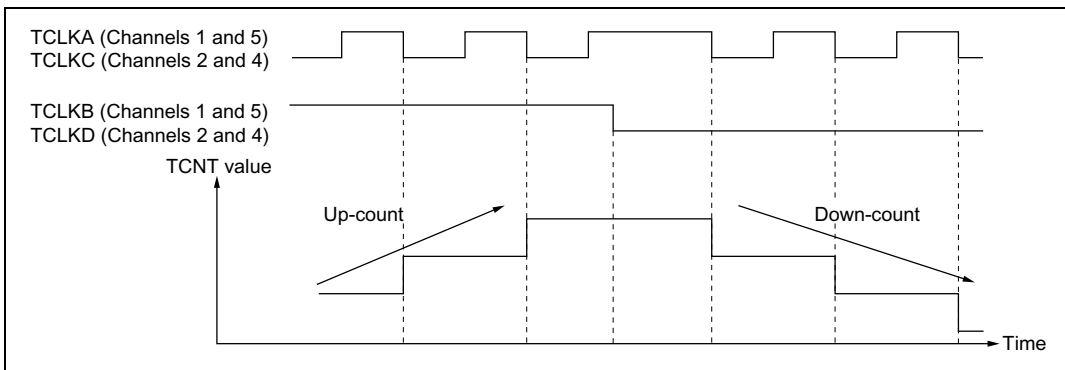 TCLKA (Channels 1 and 5)
TCLKC (Channels 2 and 4)
TCLKB (Channels 1 and 5)
TCLKD (Channels 2 and 4)
TCNT value
Up-count
Down-count
Time